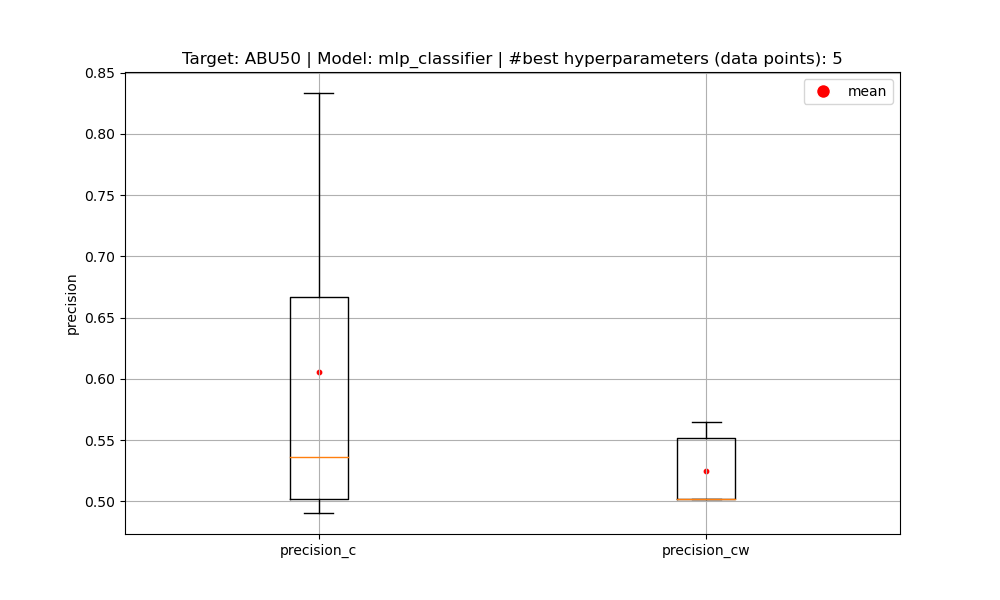 Target: ABU50 | Model: mlp_classifier | #best hyperparameters (data points): 5
mean
0.85
0.80
0.75
0.70
0.65
0.60
0.55
0.50
precision
precision_c
precision_cw